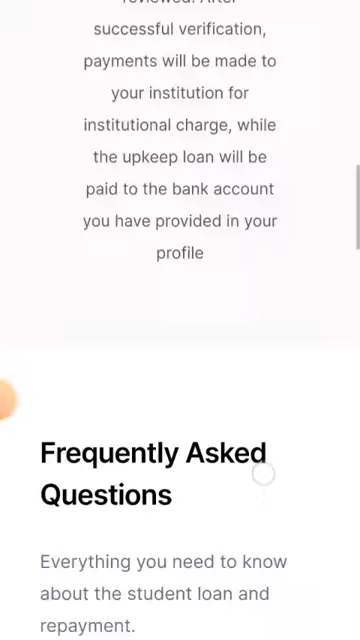 reviewed. After
successful verification,
payments will be made to
your institution for
institutional charge, while
the upkeep loan will be
paid to the bank account
you have provided in your
profile
Frequently Asked
Questions
Everything you need to know
about the student loan and
repayment.